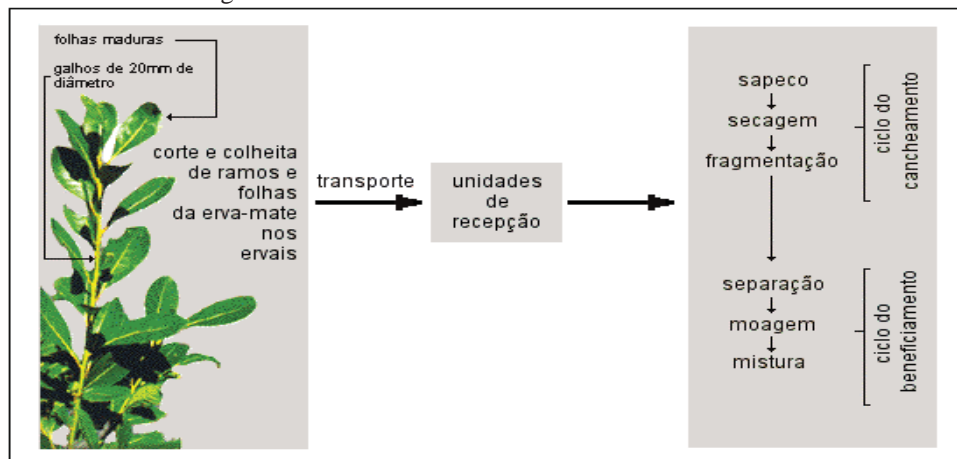 folhas maduras
galhos de 20mm de
diâmetro
corte e colheita
de ramos e
folhas
da erva-mate
nos
ervais
transporte
unidades
de
recepção
sapeco
secagem
fragmentação
ciclo do
cancheamento
separação
moagem
mistura
ciclo do
beneficiamento